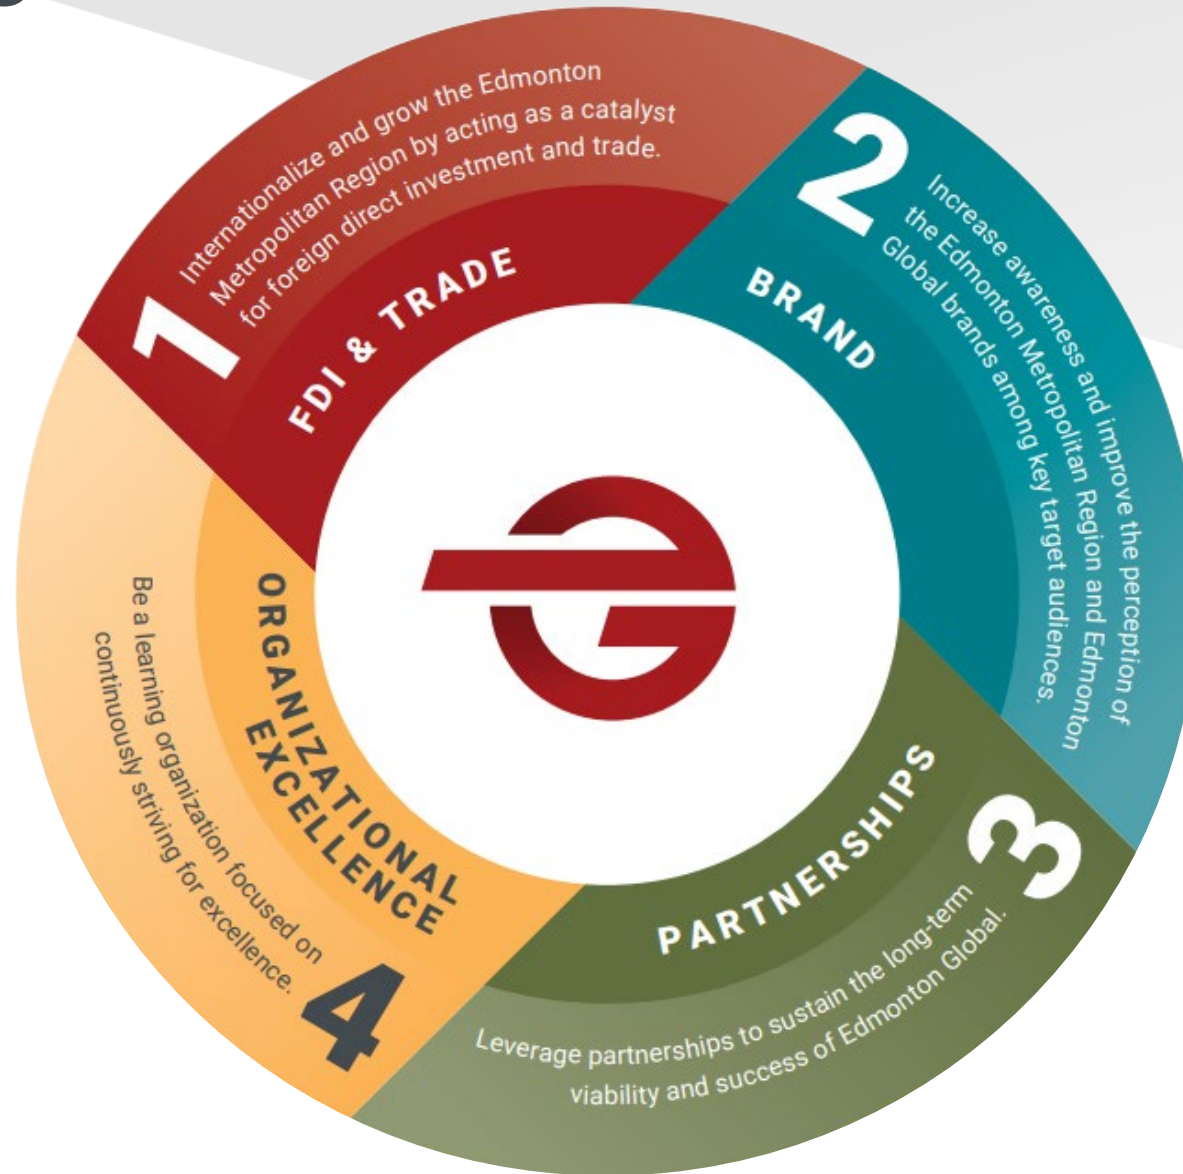 1
Internationalize and grow the Edmonton
Metropolitan Region by acting as a catalyst
for foreign direct investment and trade.
FDI & TRADE
2
Increase awareness and improve the perception of
the Edmonton Metropolitan Region and Edmonton
Global brands among key target audiences.
BRAND
3
PARTNERSHIPS
Leverage partnerships to sustain the long-term
viability and success of Edmonton Global.
4
ORGANIZATIONAL
EXCELLENCE
Be a learning organization focused on
continuously striving for excellence.